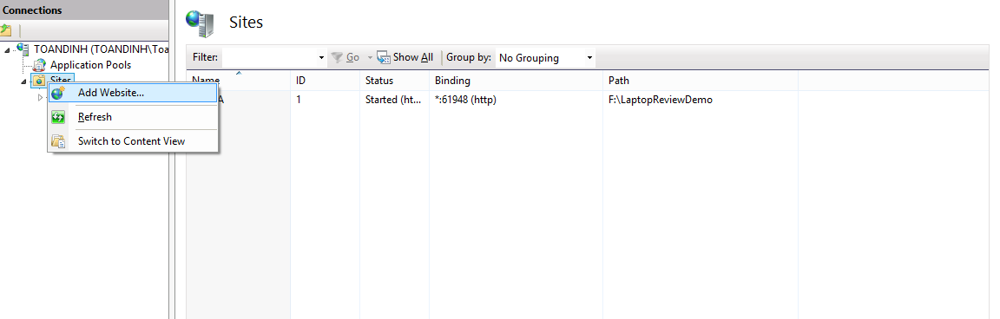 Connections
Sites
TOANDINH (TOANDINH\Toa
Application Pools
Sites
Add Website...
Refresh
Switch to Content View
Filter: Go Show All Group by: No Grouping
Name ID Status Binding Path
A 1 Started (ht... *:61948 (http) F:\LaptopReviewDemo